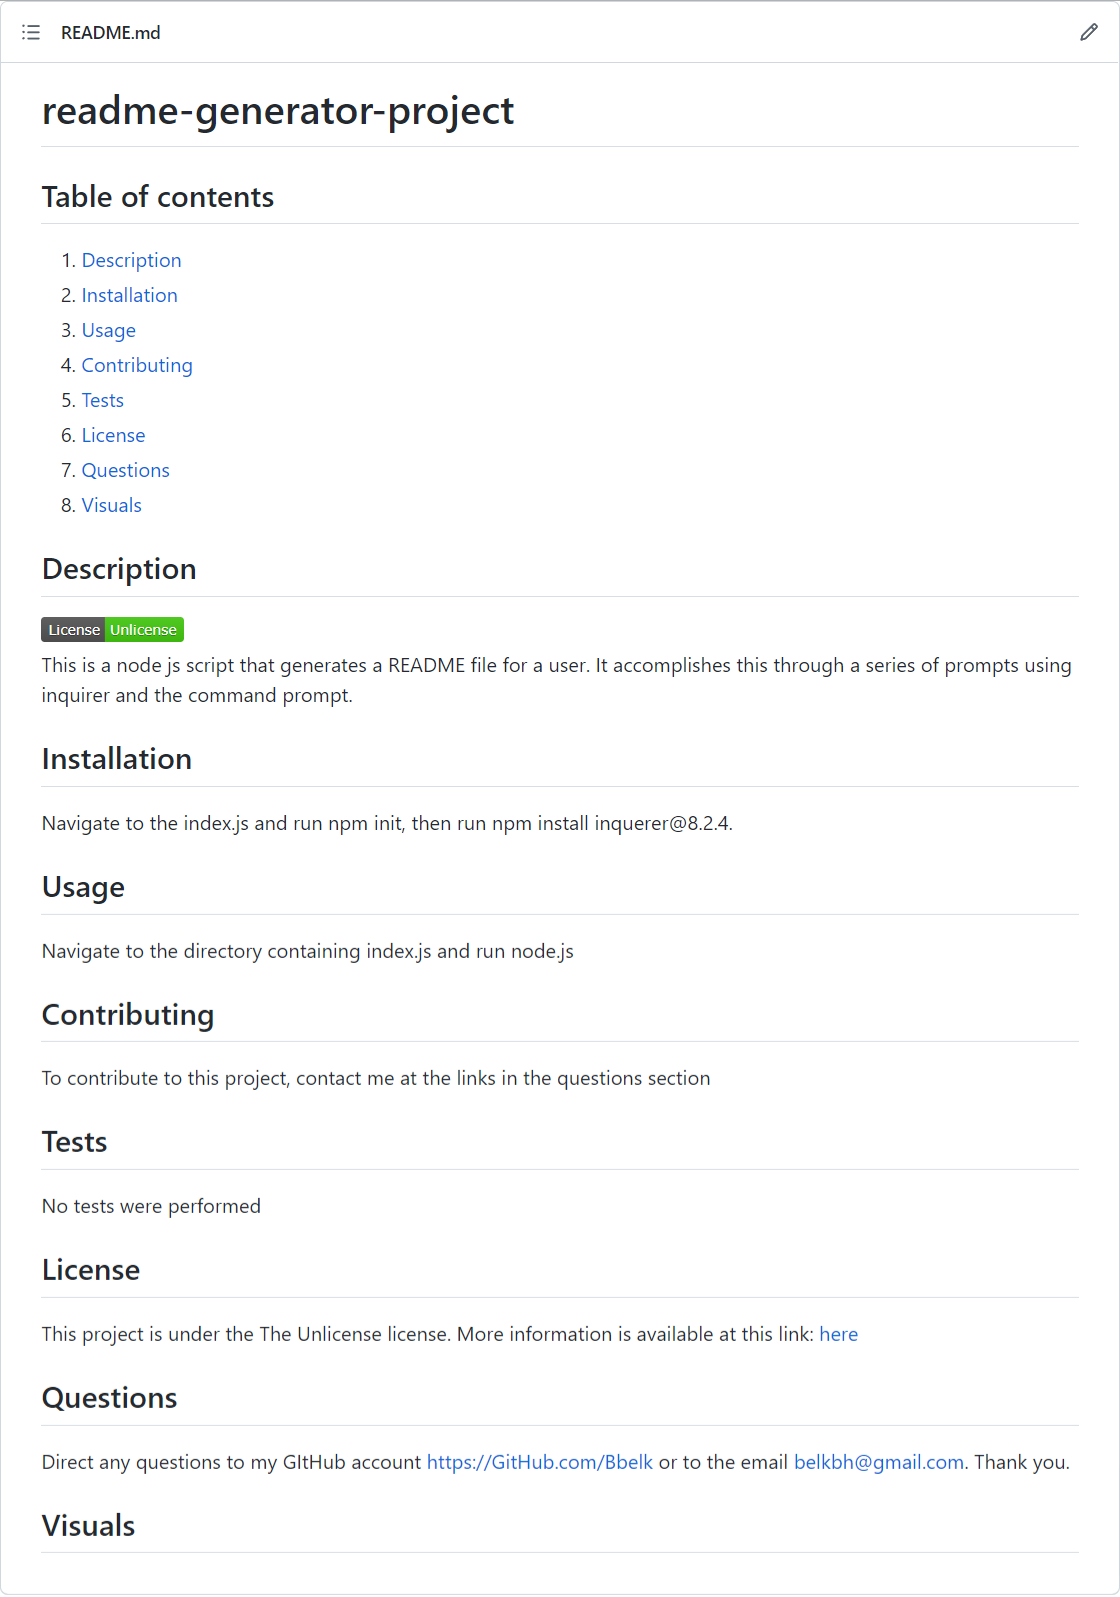 README.md
readme-generator-project
Table of contents
1. Description
2. Installation
3. Usage
4. Contributing
5. Tests
6. License
7. Questions
8. Visuals
Description
License Unlicense
This is a node js script that generates a README file for a user. It accomplishes this through a series of prompts using
inquirer and the command prompt.
Installation
Navigate to the index.js and run npm init, then run npm install inquerer@8.2.4.
Usage
Navigate to the directory containing index.js and run node.js
Contributing
To contribute to this project, contact me at the links in the questions section
Tests
No tests were performed
License
This project is under the The Unlicense license. More information is available at this link: here
Questions
Direct any questions to my GItHub account https://GitHub.com/Bbelk or to the email belkbh@gmail.com. Thank you.
Visuals